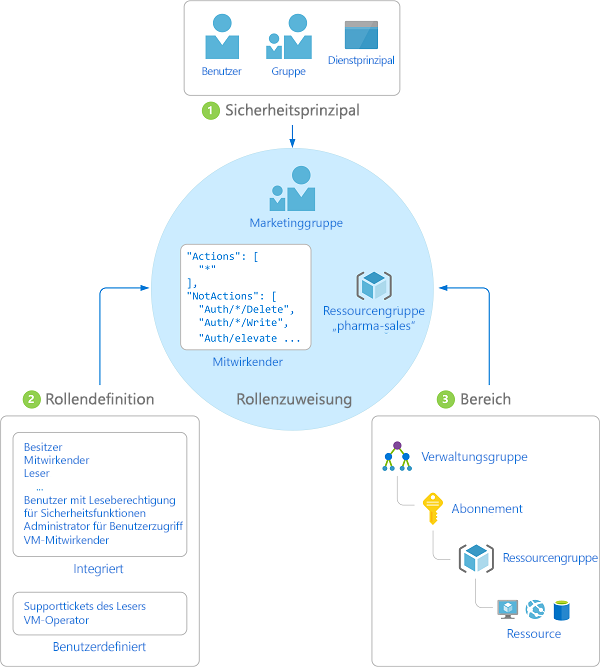 Benutzer
Gruppe
Dienstprinzipal
1 Sicherheitsprinzipal
Marketinggruppe
"Actions": [
"*"
],
"NotActions": [
"Auth/*/Delete",
"Auth/*/Write",
"Auth/elevate ...
Mitwirkender
Ressourcengruppe
„pharma-sales“
Rollenzuweisung
2 Rollendefinition
Besitzer
Mitwirkender
Leser
...
Benutzer mit Leseberechtigung
für Sicherheitsfunktionen
Administrator für Benutzerzugriff
VM-Mitwirkender
Integriert
Supporttickets des Lesers
VM-Operator
Benutzerdefiniert
3 Bereich
Verwaltungsgruppe
Abonnement
Ressourcengruppe
Ressource